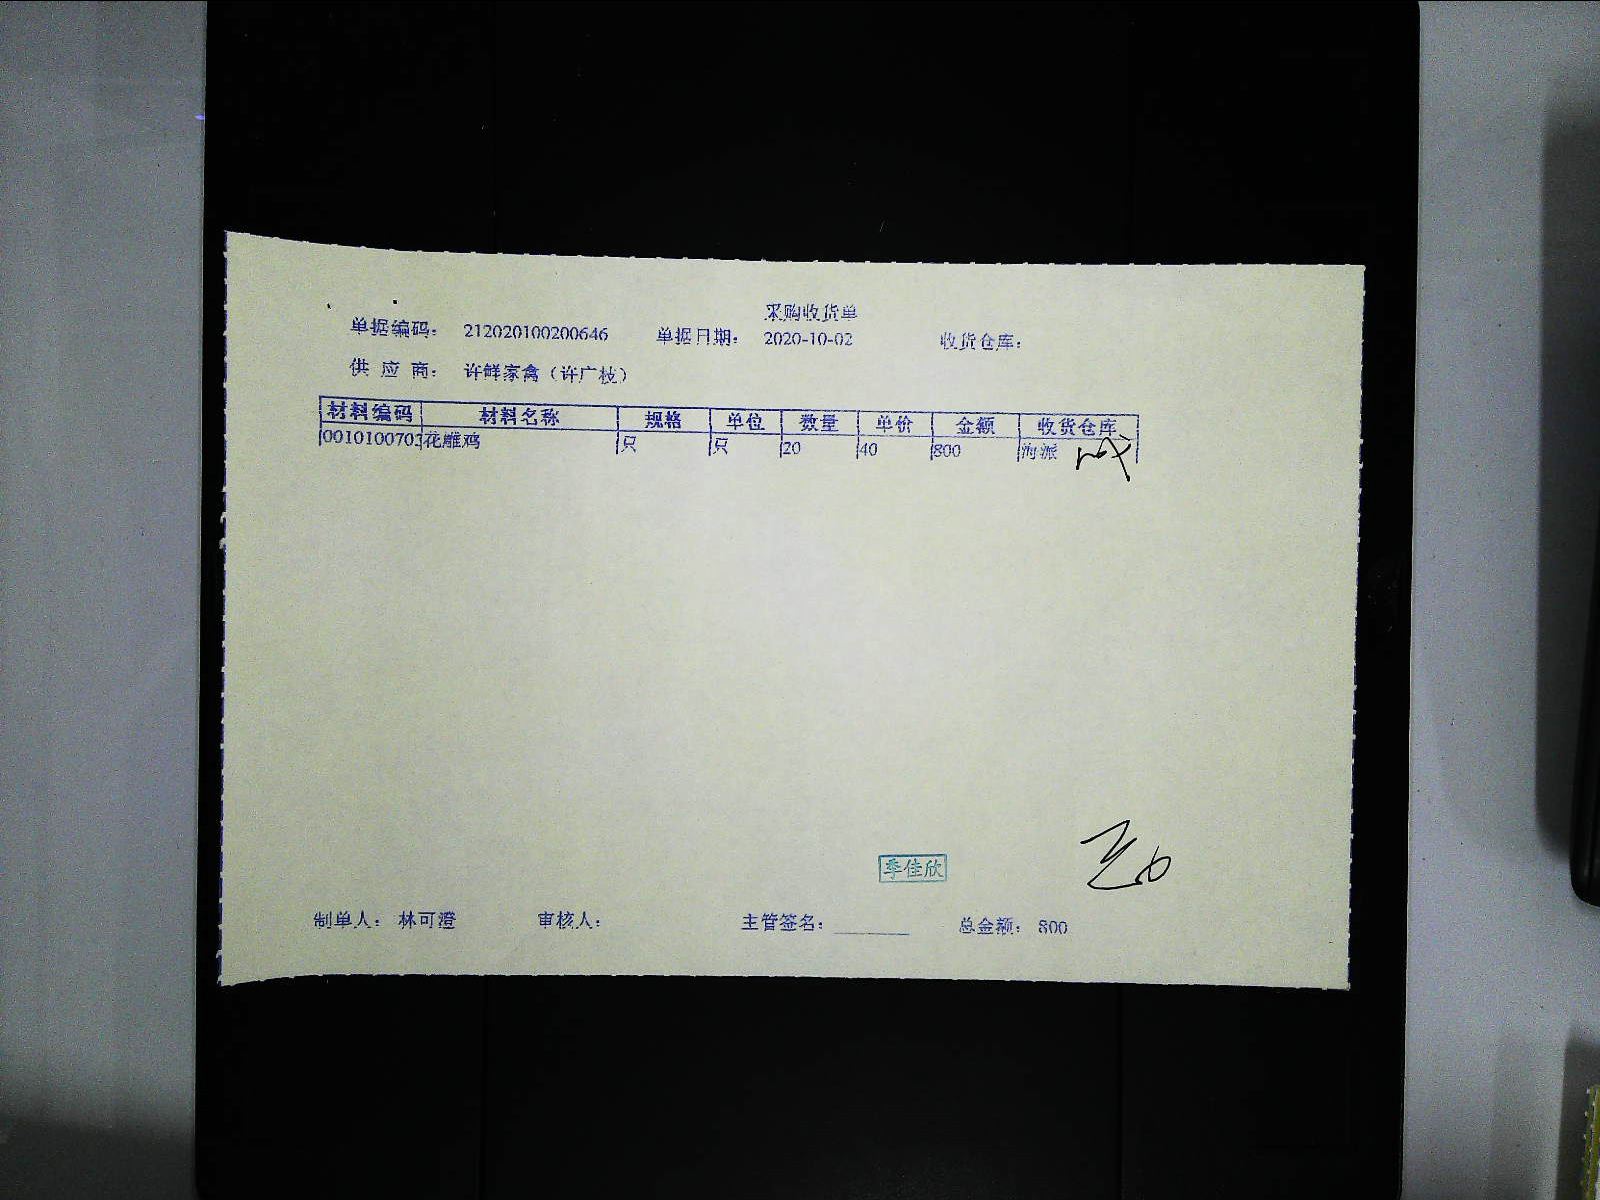 采购收货单
单据编码： 212020100200646 单据日期： 2020-10-02 收货仓库：
供 应 商： 许鲜家禽（许广枝）
材料编码 材料名称 规格 单位 数量 单价 金额 收货仓库
0010100703 花雕鸡 只 只 20 40 800 海派
季佳欣
制单人： 林可澄 审核人： 主管签名： 总金额： 800